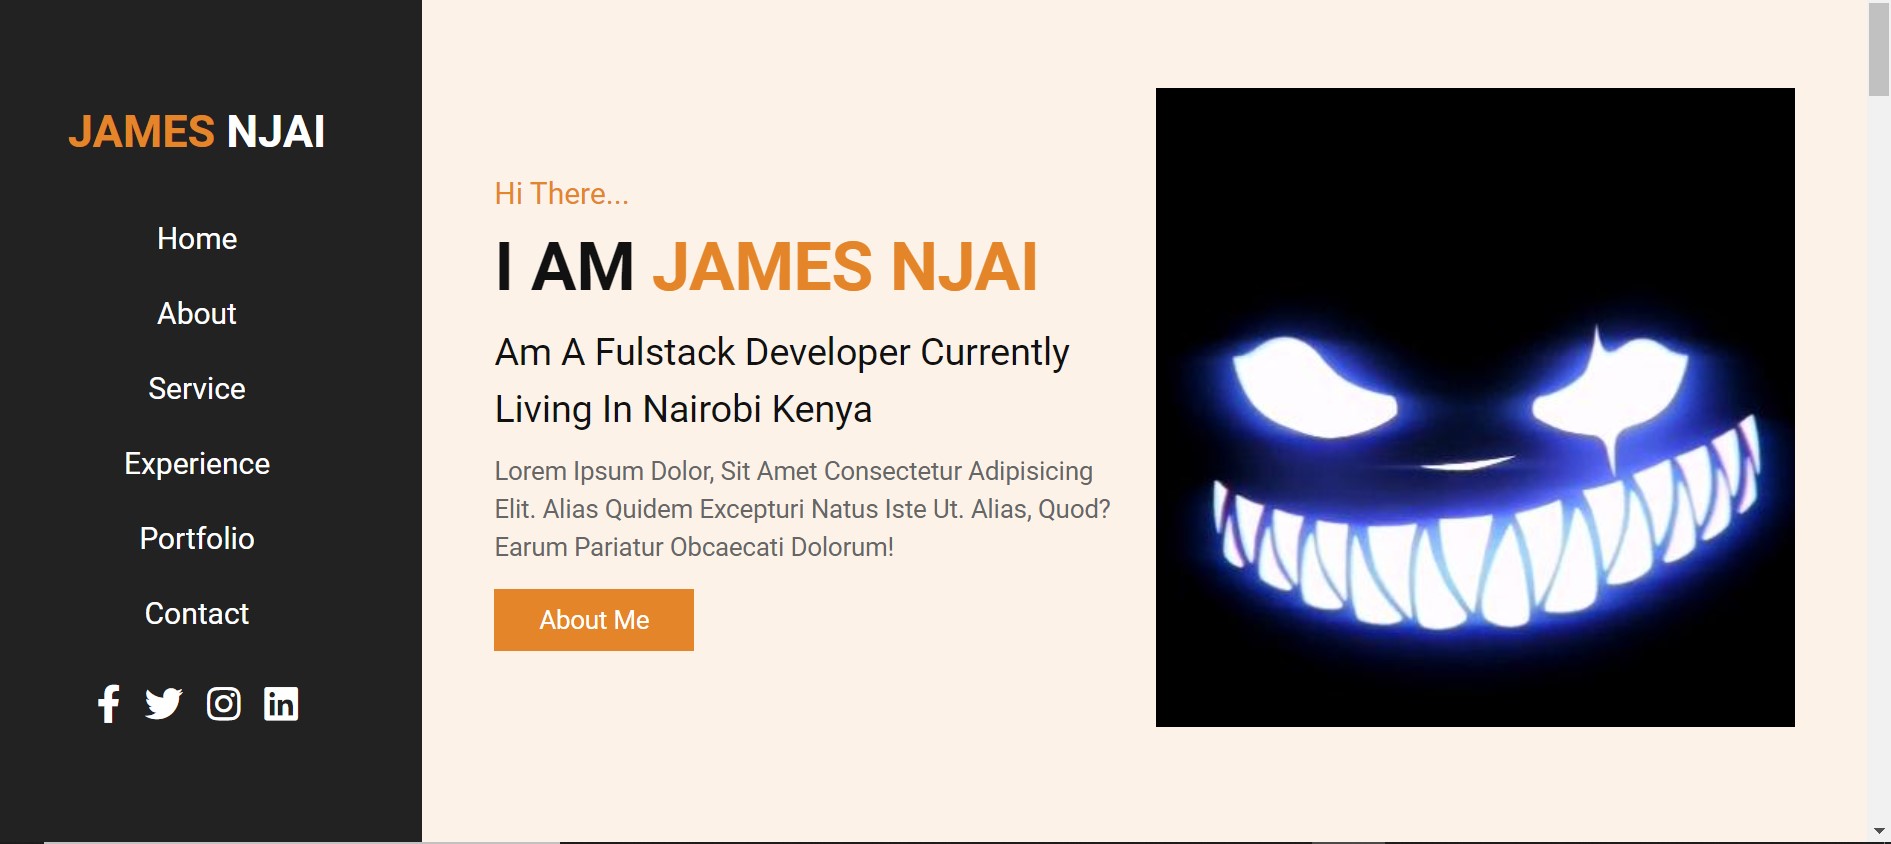 JAMES NJAI
Home
About
Service
Experience
Portfolio
Contact
Hi There...
I AM JAMES NJAI
Am A Fulstack Developer Currently
Living In Nairobi Kenya
Lorem Ipsum Dolor, Sit Amet Consectetur Adipisicing
Elit. Alias Quidem Excepturi Natus Iste Ut. Alias, Quod?
Earum Pariatur Obcaecati Dolorum!
About Me